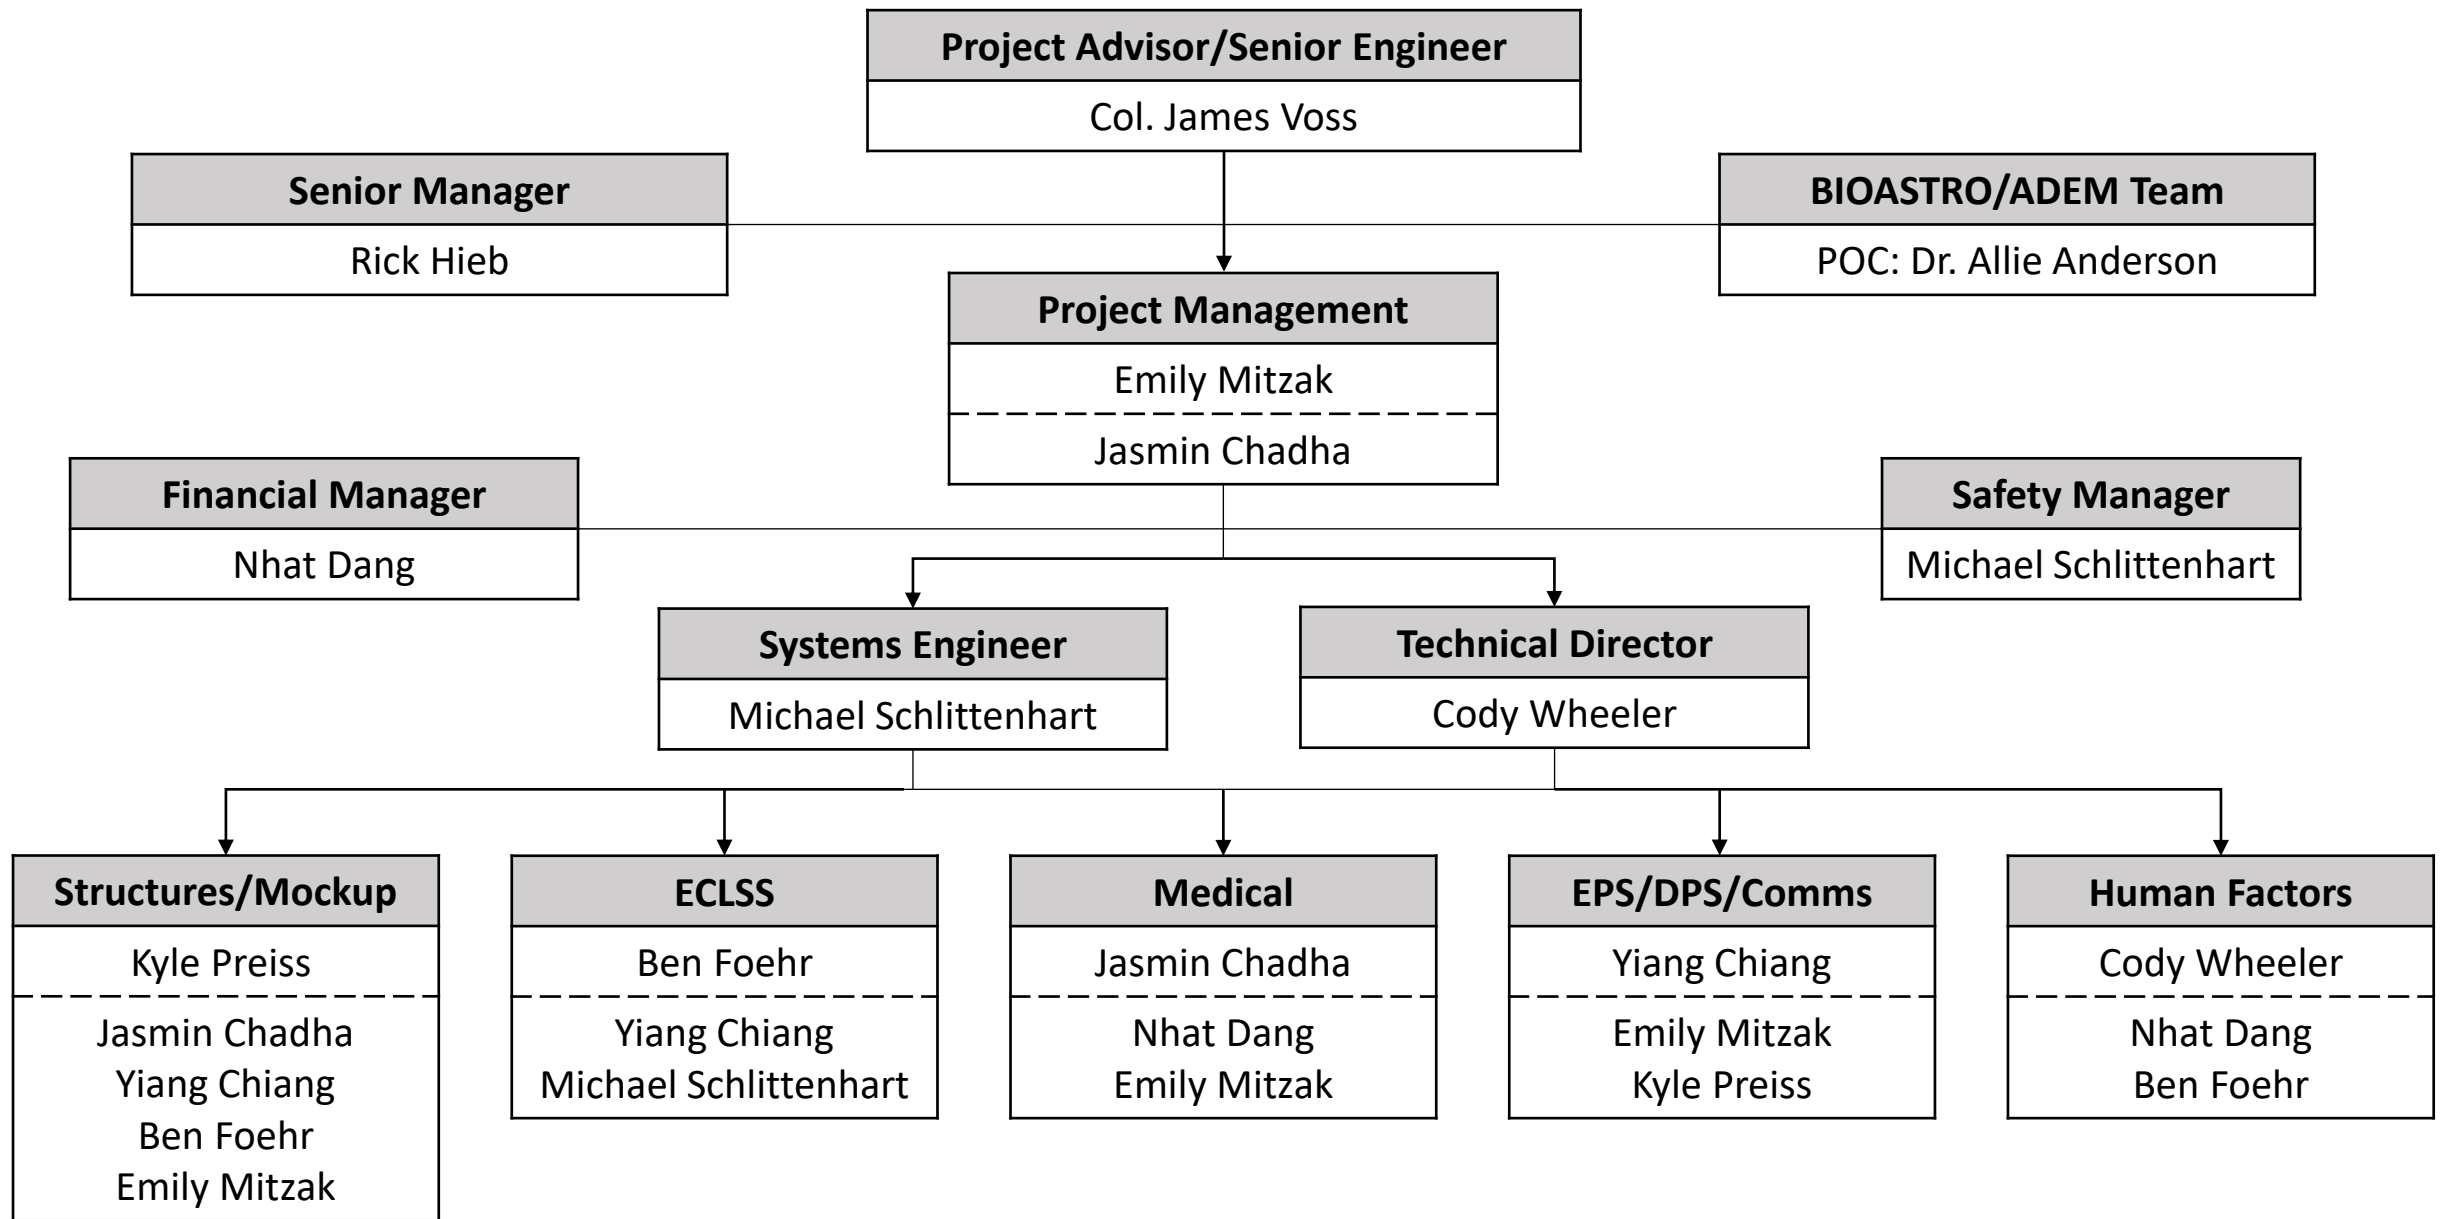 Project Advisor/Senior Engineer
Col. James Voss
Senior Manager
Rick Hieb
BIOASTRO/ADEM Team
POC: Dr. Allie Anderson
Project Management
Emily Mitzak
Jasmin Chadha
Financial Manager
Nhat Dang
Safety Manager
Michael Schlittenhart
Systems Engineer
Michael Schlittenhart
Technical Director
Cody Wheeler
Structures/Mockup
Kyle Preiss
Jasmin Chadha
Yiang Chiang
Ben Foehr
Emily Mitzak
ECLSS
Ben Foehr
Yiang Chiang
Michael Schlittenhart
Medical
Jasmin Chadha
Nhat Dang
Emily Mitzak
EPS/DPS/Comms
Yiang Chiang
Emily Mitzak
Kyle Preiss
Human Factors
Cody Wheeler
Nhat Dang
Ben Foehr